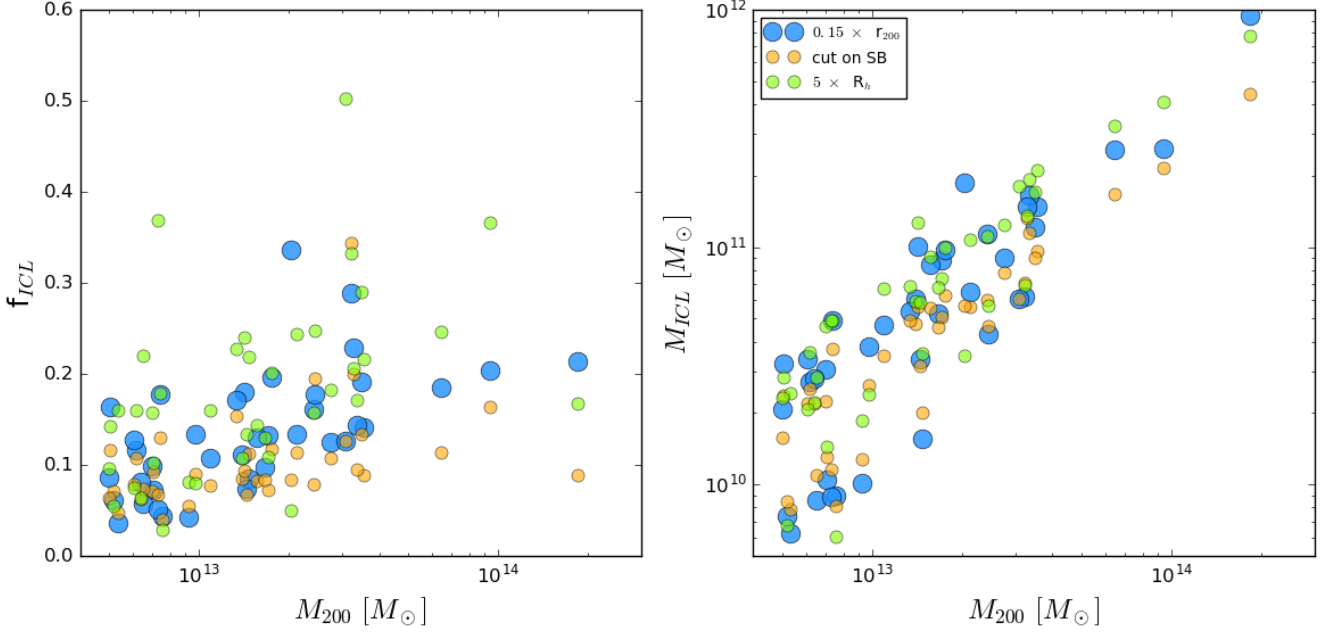 0.6
0.5
0.4
0.3
0.2
0.1
0.0
f_ICL
10^13
10^14
M_200 [M_⊙]
10^12
10^11
10^10
M_ICL [M_⊙]
0.15 × r_200
cut on SB
5 × R_h
10^13
10^14
M_200 [M_⊙]